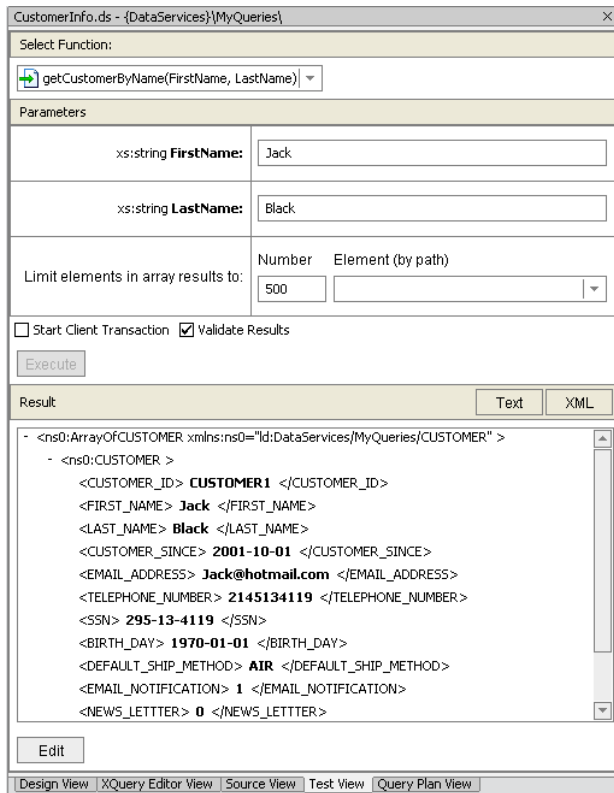 CustomerInfo.ds - {DataServices}\MyQueries\
Select Function:
getCustomerByName(FirstName, LastName)
Parameters
xs:string FirstName: Jack
xs:string LastName: Black
Number Element (by path)
Limit elements in array results to: 500
Start Client Transaction Validate Results
Execute
Result Text XML
- <ns0:ArrayOfCUSTOMER xmlns:ns0="ld:DataServices/MyQueries/CUSTOMER" >
- <ns0:CUSTOMER >
<CUSTOMER_ID> CUSTOMER1 </CUSTOMER_ID>
<FIRST_NAME> Jack </FIRST_NAME>
<LAST_NAME> Black </LAST_NAME>
<CUSTOMER_SINCE> 2001-10-01 </CUSTOMER_SINCE>
<EMAIL_ADDRESS> Jack@hotmail.com </EMAIL_ADDRESS>
<TELEPHONE_NUMBER> 2145134119 </TELEPHONE_NUMBER>
<SSN> 295-13-4119 </SSN>
<BIRTH_DAY> 1970-01-01 </BIRTH_DAY>
<DEFAULT_SHIP_METHOD> AIR </DEFAULT_SHIP_METHOD>
<EMAIL_NOTIFICATION> 1 </EMAIL_NOTIFICATION>
<NEWS_LETTTER> 0 </NEWS_LETTTER>
Edit
Design View XQuery Editor View Source View Test View Query Plan View